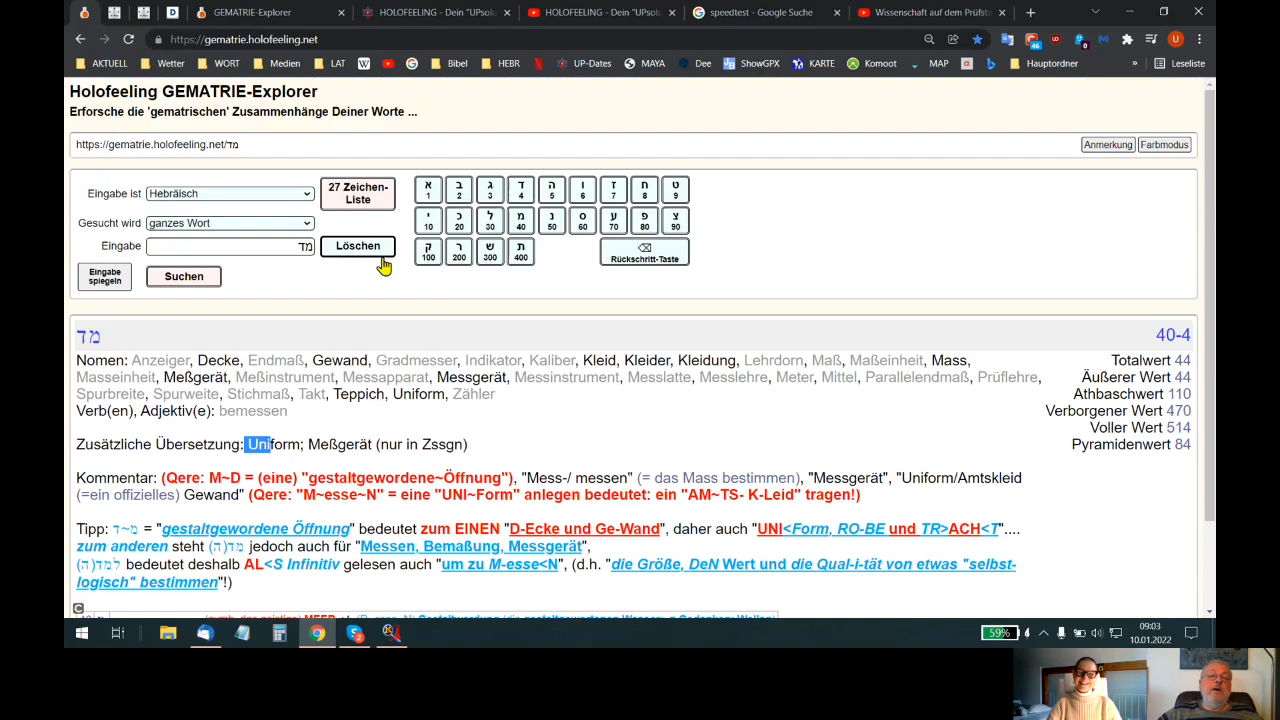 GEMATRIE-Explorer
HOLOFEELING - Dein "UPsolu
HOLOFEELING - Dein "UPsolu
speedtest - Google Suche
Wissenschaft auf dem Prüfsta
https://gematrie.holofeeling.net
AKTUELL Wetter WORT Medien LAT Bibel HEBR UP-Dates MAYA Dee ShowGPX KARTE Komoot MAP Hauptordner » Leseliste
Holofeeling GEMATRIE-Explorer
Erforsche die 'gematrischen' Zusammenhänge Deiner Worte ...
https://gematrie.holofeeling.net/מד
Anmerkung Farbmodus
Eingabe ist Hebräisch
27 Zeichen-Liste
Gesucht wird ganzes Wort
Eingabe מד Löschen
Eingabe spiegeln Suchen
א ב ג ד ה ו ז ח ט
1 2 3 4 5 6 7 8 9
י כ ל מ נ ס ע פ צ
10 20 30 40 50 60 70 80 90
ק ר ש ת ⌫
100 200 300 400 Rückschritt-Taste
מד 40-4
Nomen: Anzeiger, Decke, Endmaß, Gewand, Gradmesser, Indikator, Kaliber, Kleid, Kleider, Kleidung, Lehrdorn, Maß, Maßeinheit, Mass,
Masseinheit, Meßgerät, Meßinstrument, Messapparat, Messgerät, Messinstrument, Messlatte, Messlehre, Meter, Mittel, Parallelendmaß, Prüflehre,
Spurbreite, Spurweite, Stichmaß, Takt, Teppich, Uniform, Zähler
Verb(en), Adjektiv(e): bemessen
Totalwert 44
Äußerer Wert 44
Athbaschwert 110
Verborgener Wert 470
Voller Wert 514
Pyramidenwert 84
Zusätzliche Übersetzung: Uniform; Meßgerät (nur in Zssgn)
Kommentar: (Qere: M~D = (eine) "gestaltgewordene~Öffnung"), "Mess-/ messen" (= das Mass bestimmen), "Messgerät", "Uniform/Amtskleid
(=ein offizielles) Gewand" (Qere: "M~esse~N" = eine "UNI~Form" anlegen bedeutet: ein "AM~TS- K-Leid" tragen!)
Tipp: מ~ד = "gestaltgewordene Öffnung" bedeutet zum EINEN "D-Ecke und Ge-Wand", daher auch "UNI<Form, RO-BE und TR>ACH<T"....
zum anderen steht מד(ה) jedoch auch für "Messen, Bemaßung, Messgerät",
למד(ה) bedeutet deshalb AL<S Infinitiv gelesen auch "um zu M-esse<N", (d.h. "die Größe, DeN Wert und die Qual-i-tät von etwas "selbst-
logisch" bestimmen"!)
59%
09:03
10.01.2022